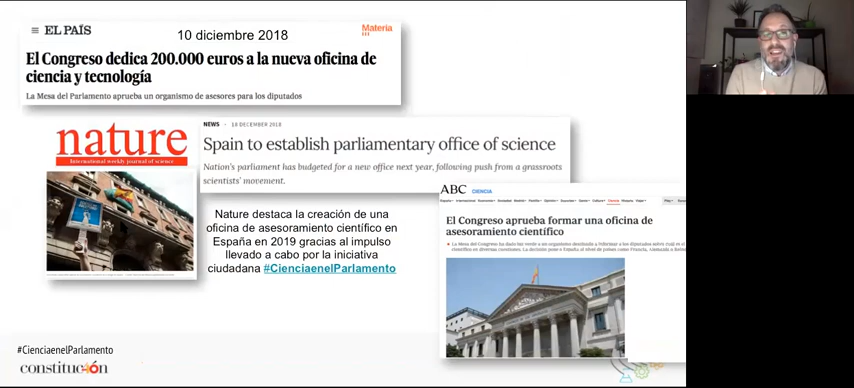 EL PAÍS
10 diciembre 2018
Materia
El Congreso dedica 200.000 euros a la nueva oficina de
ciencia y tecnología
La Mesa del Parlamento aprueba un organismo de asesores para los diputados
nature
International weekly journal of science
NEWS · 18 DECEMBER 2018
Spain to establish parliamentary office of science
Nation's parliament has budgeted for a new office next year, following push from a grassroots
scientists' movement.
Nature destaca la creación de una
oficina de asesoramiento científico en
España en 2019 gracias al impulso
llevado a cabo por la iniciativa
ciudadana #CienciaenelParlamento
ABC CIENCIA
El Congreso aprueba formar una oficina de
asesoramiento científico
#CienciaenelParlamento
constitución